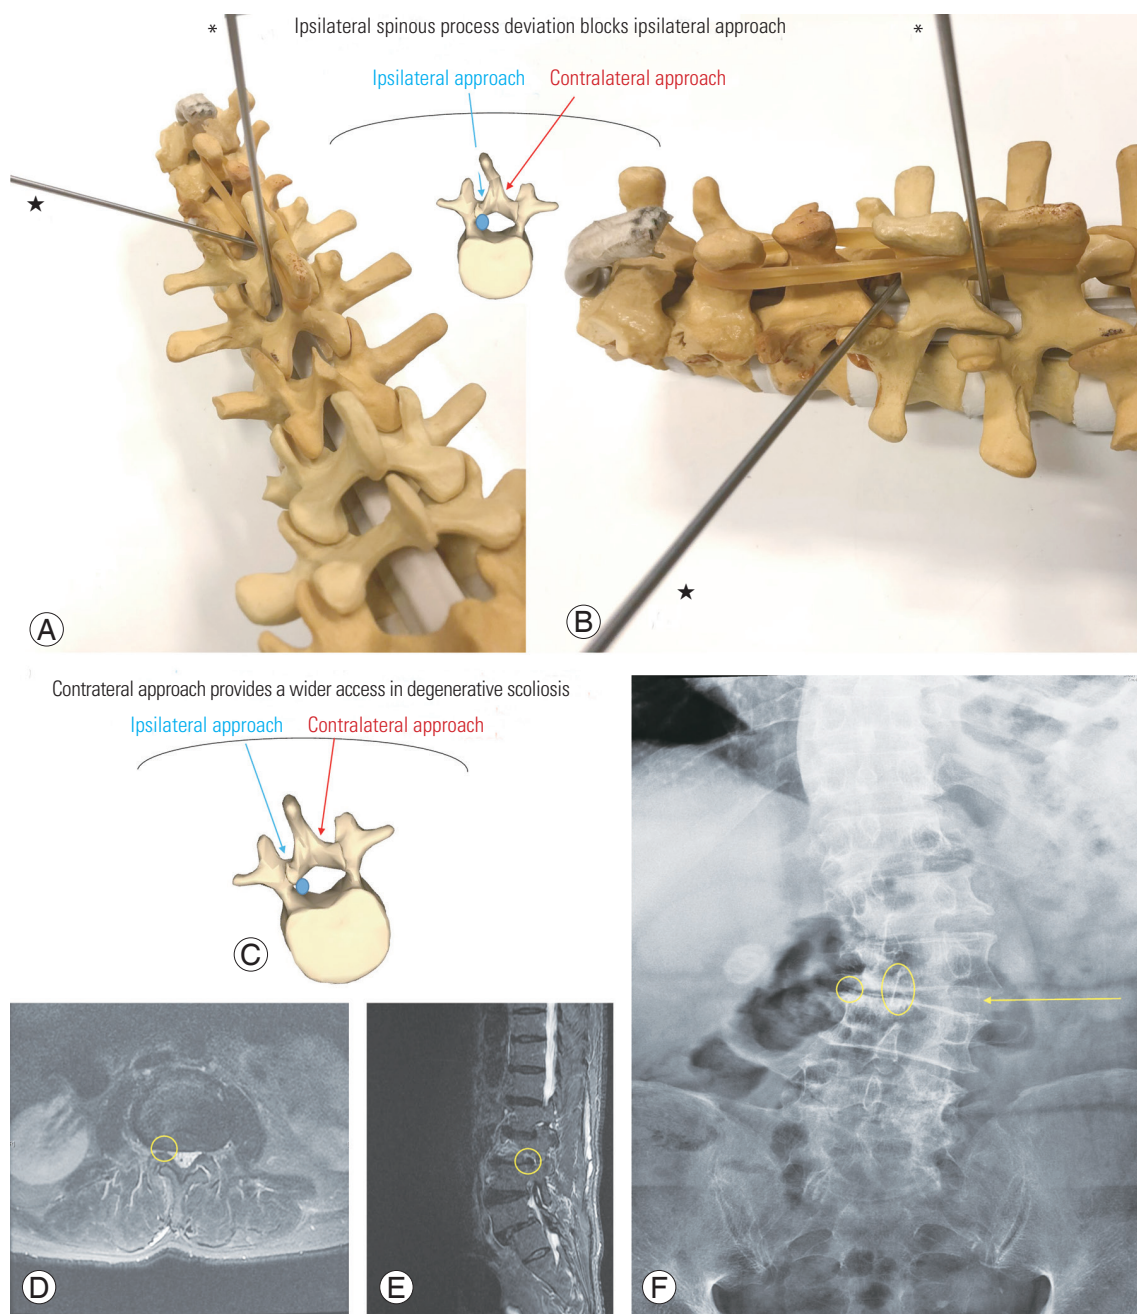 Ipsilateral spinous process deviation blocks ipsilateral approach
*
*
Ipsilateral approach
Contralateral approach
★
★
A
B
Contrateral approach provides a wider access in degenerative scoliosis
Ipsilateral approach
Contralateral approach
C
D
E
F